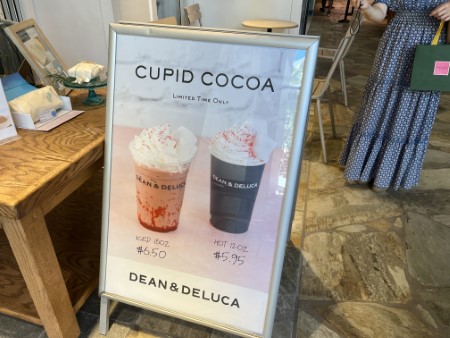 CUPID COCOA
LIMITED TIME ONLY
DEAN & DELUCA
DEAN & DELUCA
ICED 16OZ
$6.50
HOT 12OZ
$5.95
DEAN & DELUCA